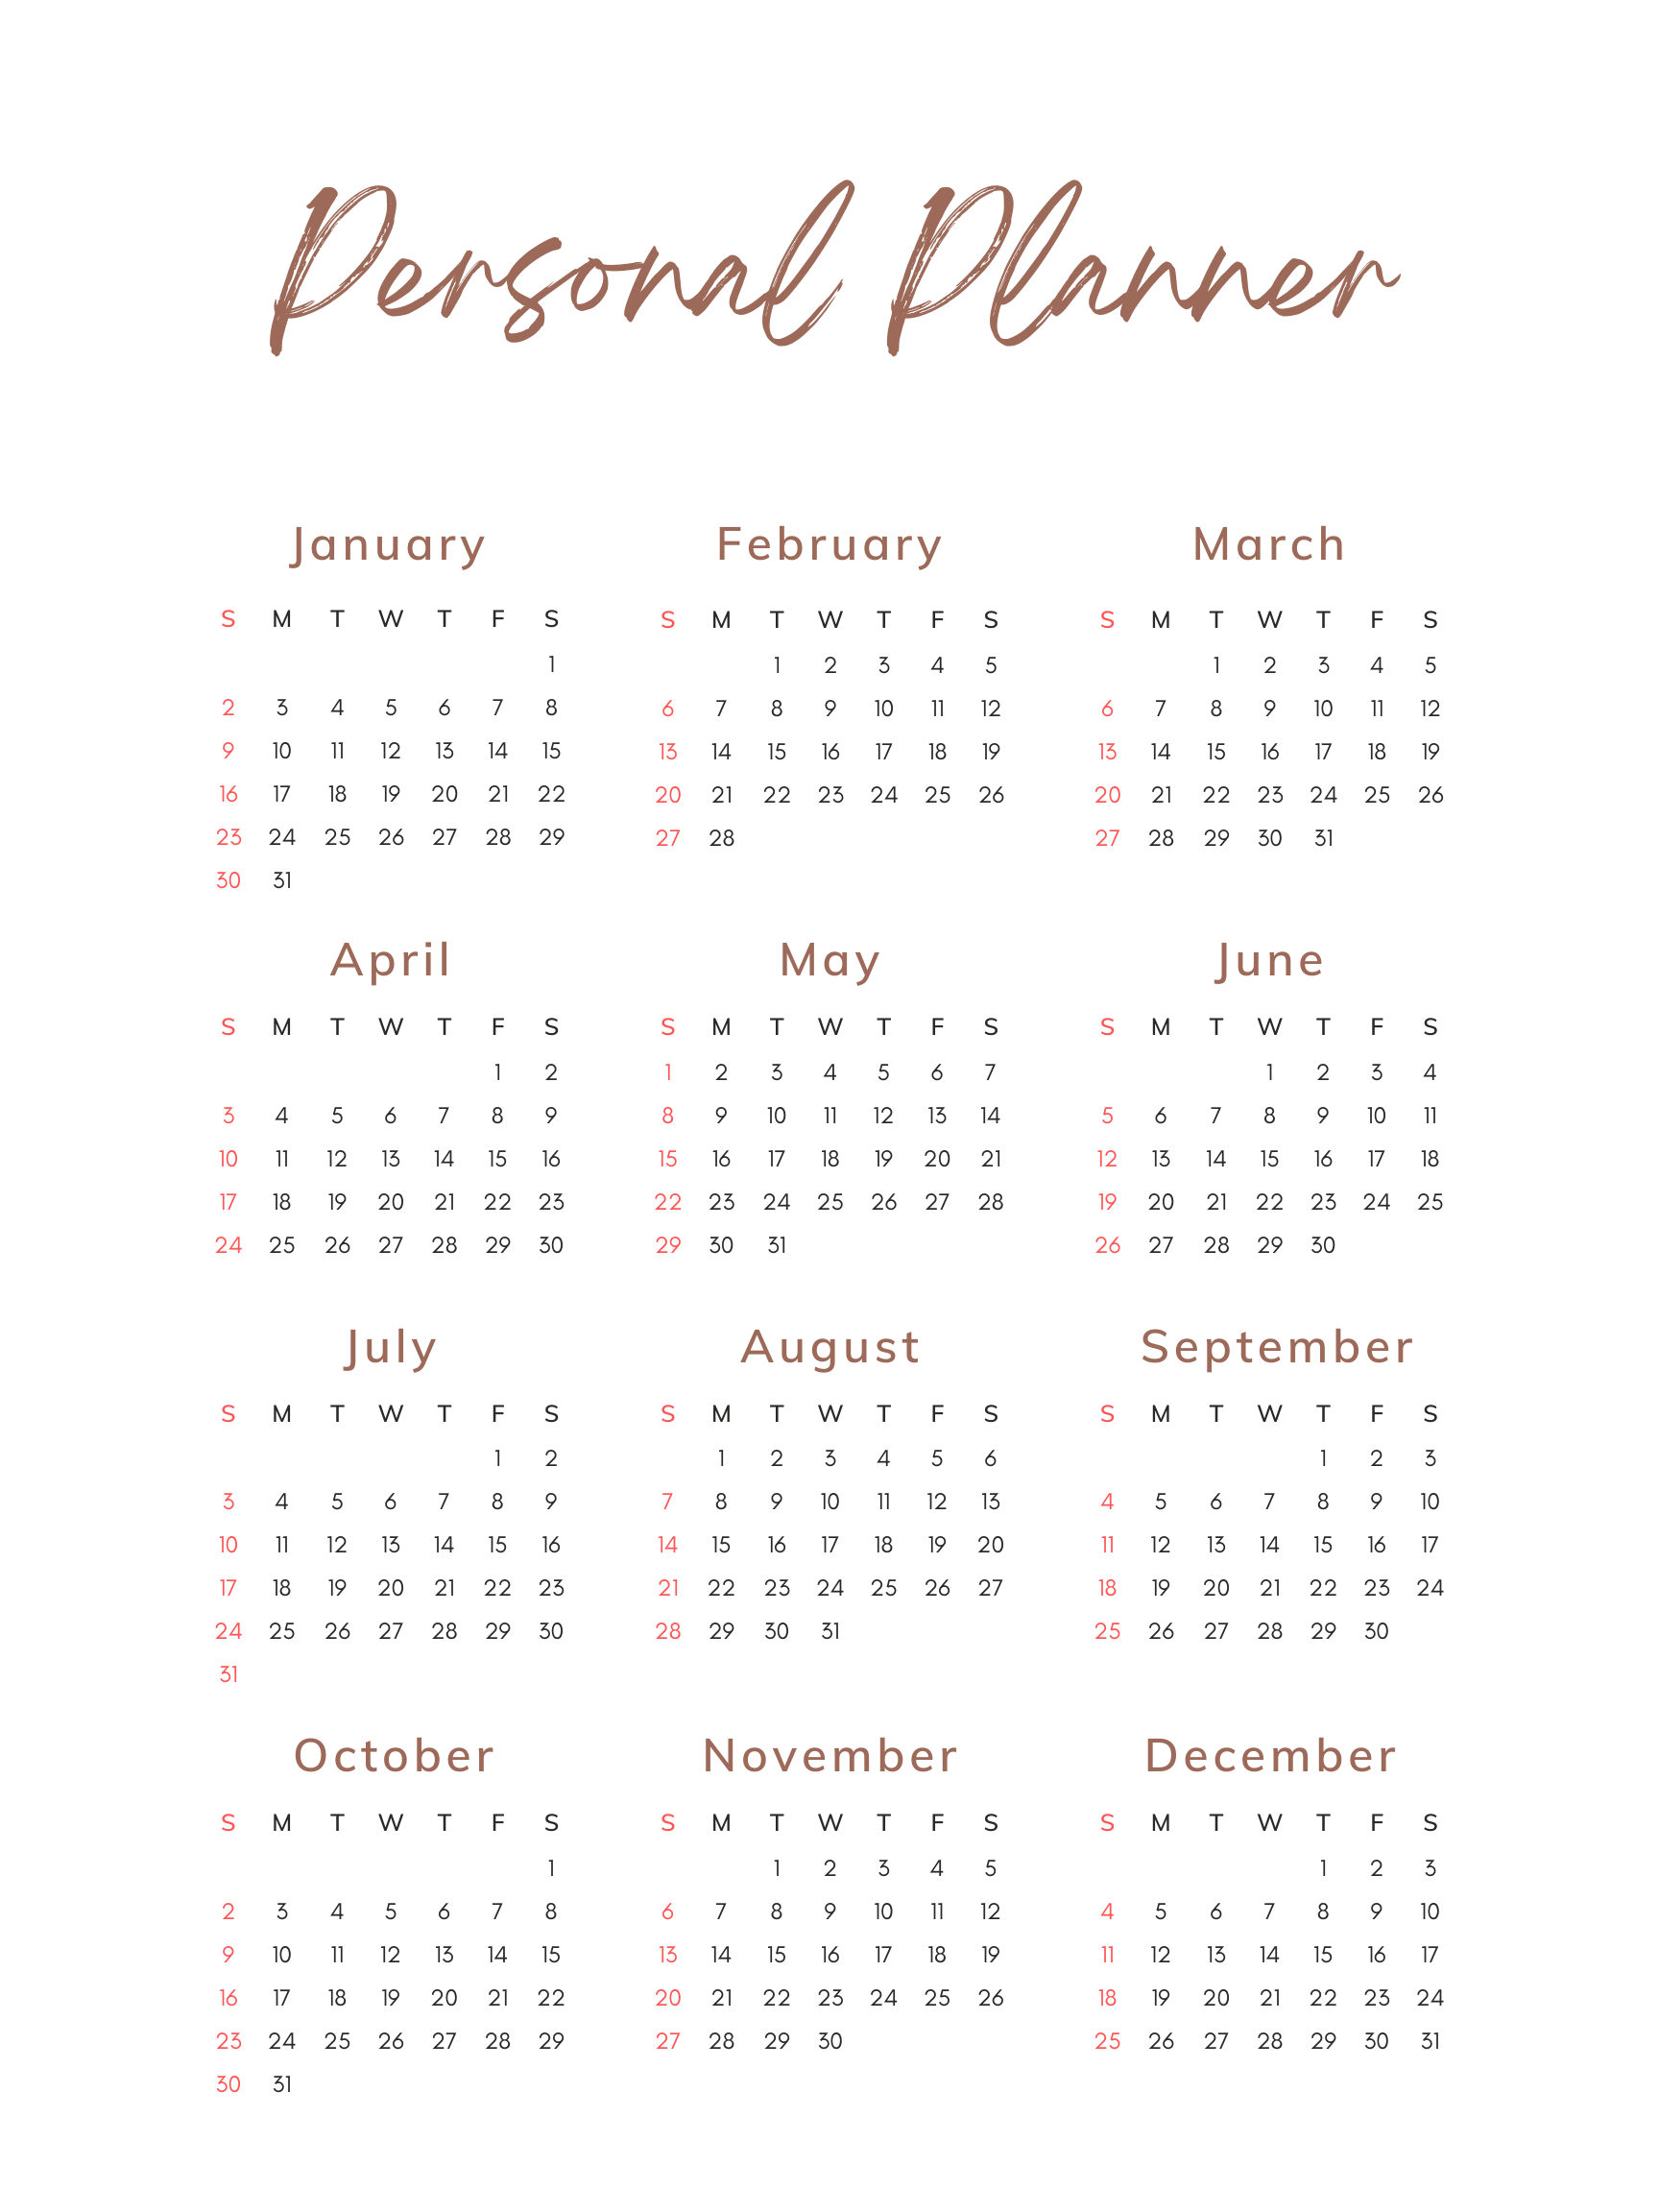 Personal Planner
January
S M T W T F S
1
2 3 4 5 6 7 8
9 10 11 12 13 14 15
16 17 18 19 20 21 22
23 24 25 26 27 28 29
30 31
February
S M T W T F S
1 2 3 4 5
6 7 8 9 10 11 12
13 14 15 16 17 18 19
20 21 22 23 24 25 26
27 28
March
S M T W T F S
1 2 3 4 5
6 7 8 9 10 11 12
13 14 15 16 17 18 19
20 21 22 23 24 25 26
27 28 29 30 31
April
S M T W T F S
1 2
3 4 5 6 7 8 9
10 11 12 13 14 15 16
17 18 19 20 21 22 23
24 25 26 27 28 29 30
May
S M T W T F S
1 2 3 4 5 6 7
8 9 10 11 12 13 14
15 16 17 18 19 20 21
22 23 24 25 26 27 28
29 30 31
June
S M T W T F S
1 2 3 4
5 6 7 8 9 10 11
12 13 14 15 16 17 18
19 20 21 22 23 24 25
26 27 28 29 30
July
S M T W T F S
1 2
3 4 5 6 7 8 9
10 11 12 13 14 15 16
17 18 19 20 21 22 23
24 25 26 27 28 29 30
31
August
S M T W T F S
1 2 3 4 5 6
7 8 9 10 11 12 13
14 15 16 17 18 19 20
21 22 23 24 25 26 27
28 29 30 31
September
S M T W T F S
1 2 3
4 5 6 7 8 9 10
11 12 13 14 15 16 17
18 19 20 21 22 23 24
25 26 27 28 29 30
October
S M T W T F S
1
2 3 4 5 6 7 8
9 10 11 12 13 14 15
16 17 18 19 20 21 22
23 24 25 26 27 28 29
30 31
November
S M T W T F S
1 2 3 4 5
6 7 8 9 10 11 12
13 14 15 16 17 18 19
20 21 22 23 24 25 26
27 28 29 30
December
S M T W T F S
1 2 3
4 5 6 7 8 9 10
11 12 13 14 15 16 17
18 19 20 21 22 23 24
25 26 27 28 29 30 31